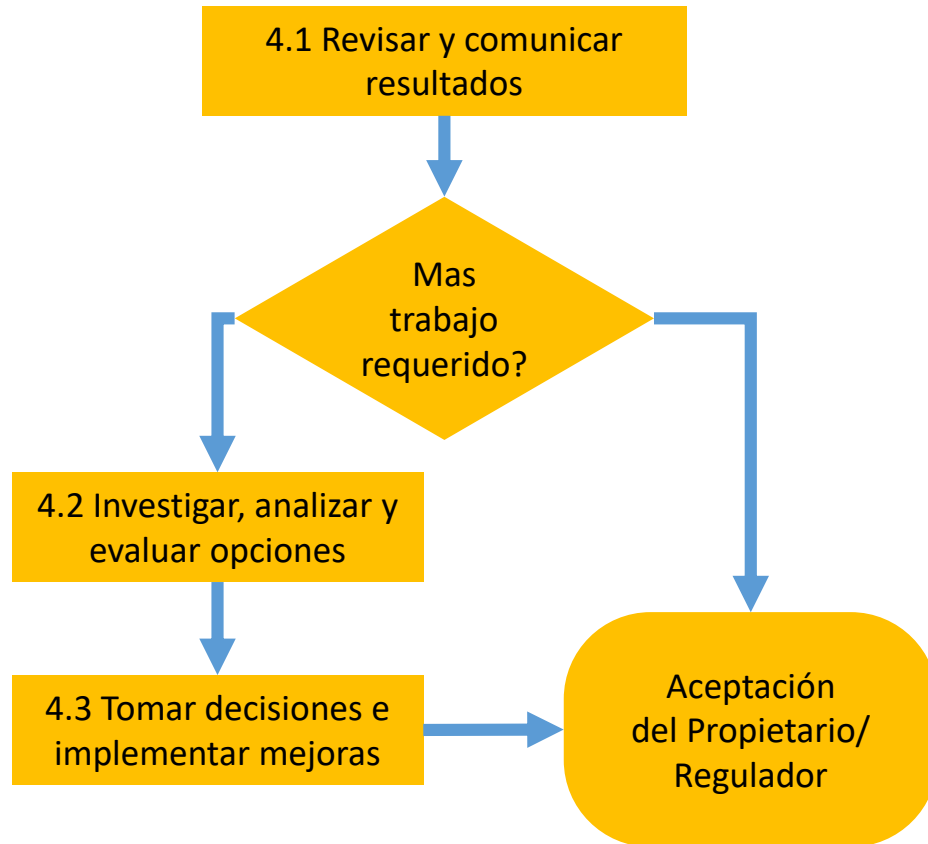 4.1 Revisar y comunicar
resultados
Mas
trabajo
requerido?
4.2 Investigar, analizar y
evaluar opciones
4.3 Tomar decisiones e
implementar mejoras
Aceptación
del Propietario/
Regulador